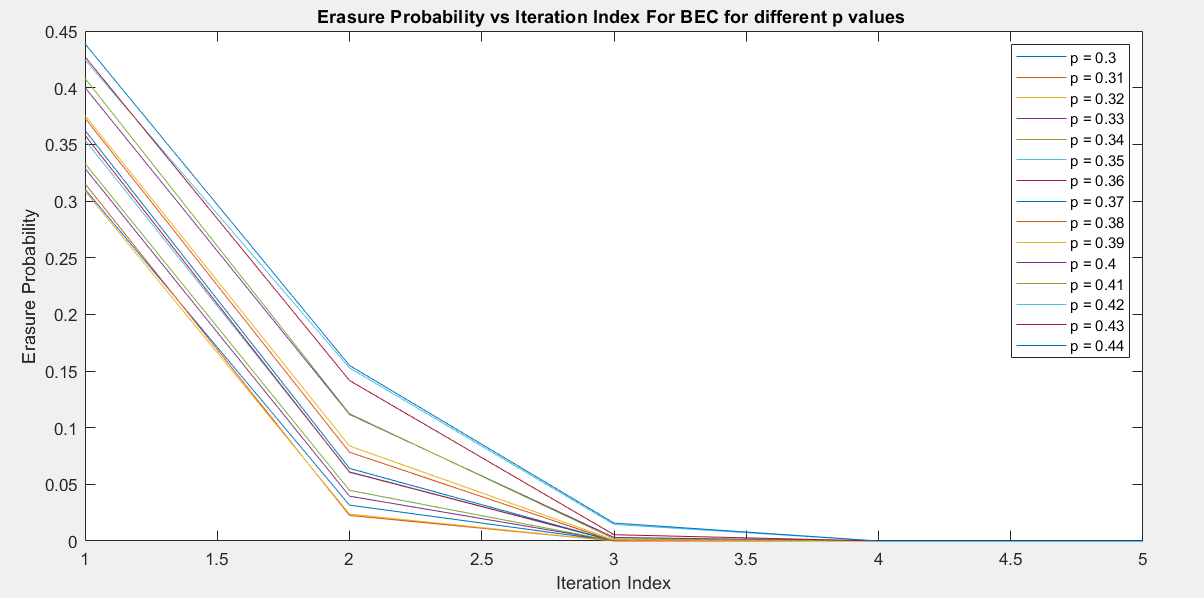 Erasure Probability vs Iteration Index For BEC for different p values
0.45
0.4
0.35
0.3
0.25
0.2
0.15
0.1
0.05
0
Erasure Probability
1
1.5
2
2.5
3
3.5
4
4.5
5
Iteration Index
p = 0.3
p = 0.31
p = 0.32
p = 0.33
p = 0.34
p = 0.35
p = 0.36
p = 0.37
p = 0.38
p = 0.39
p = 0.4
p = 0.41
p = 0.42
p = 0.43
p = 0.44